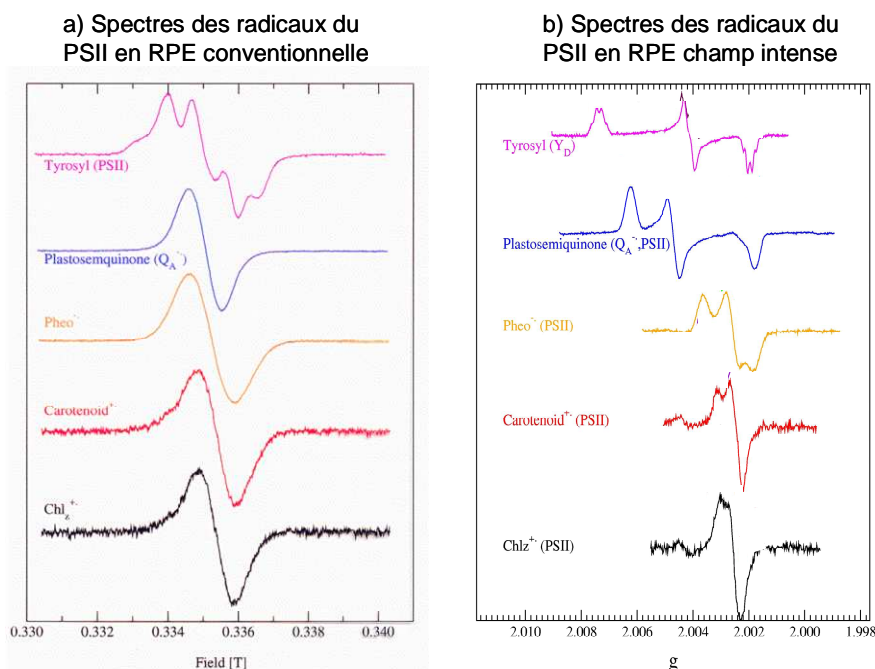 a) Spectres des radicaux du
PSII en RPE conventionnelle
Tyrosyl (PSII)
Plastosemquinone (Q_A^-.)
Pheo^-.
Carotenoid^+.
Chl_z^+.
0.330
0.332
0.334
0.336
0.338
0.340
Field [T]
b) Spectres des radicaux du
PSII en RPE champ intense
Tyrosyl (Y_D)
Plastosemiquinone (Q_A^-.,PSII)
Pheo^-. (PSII)
Carotenoid^+. (PSII)
Chlz^+. (PSII)
2.010
2.008
2.006
2.004
2.002
2.000
1.998
g